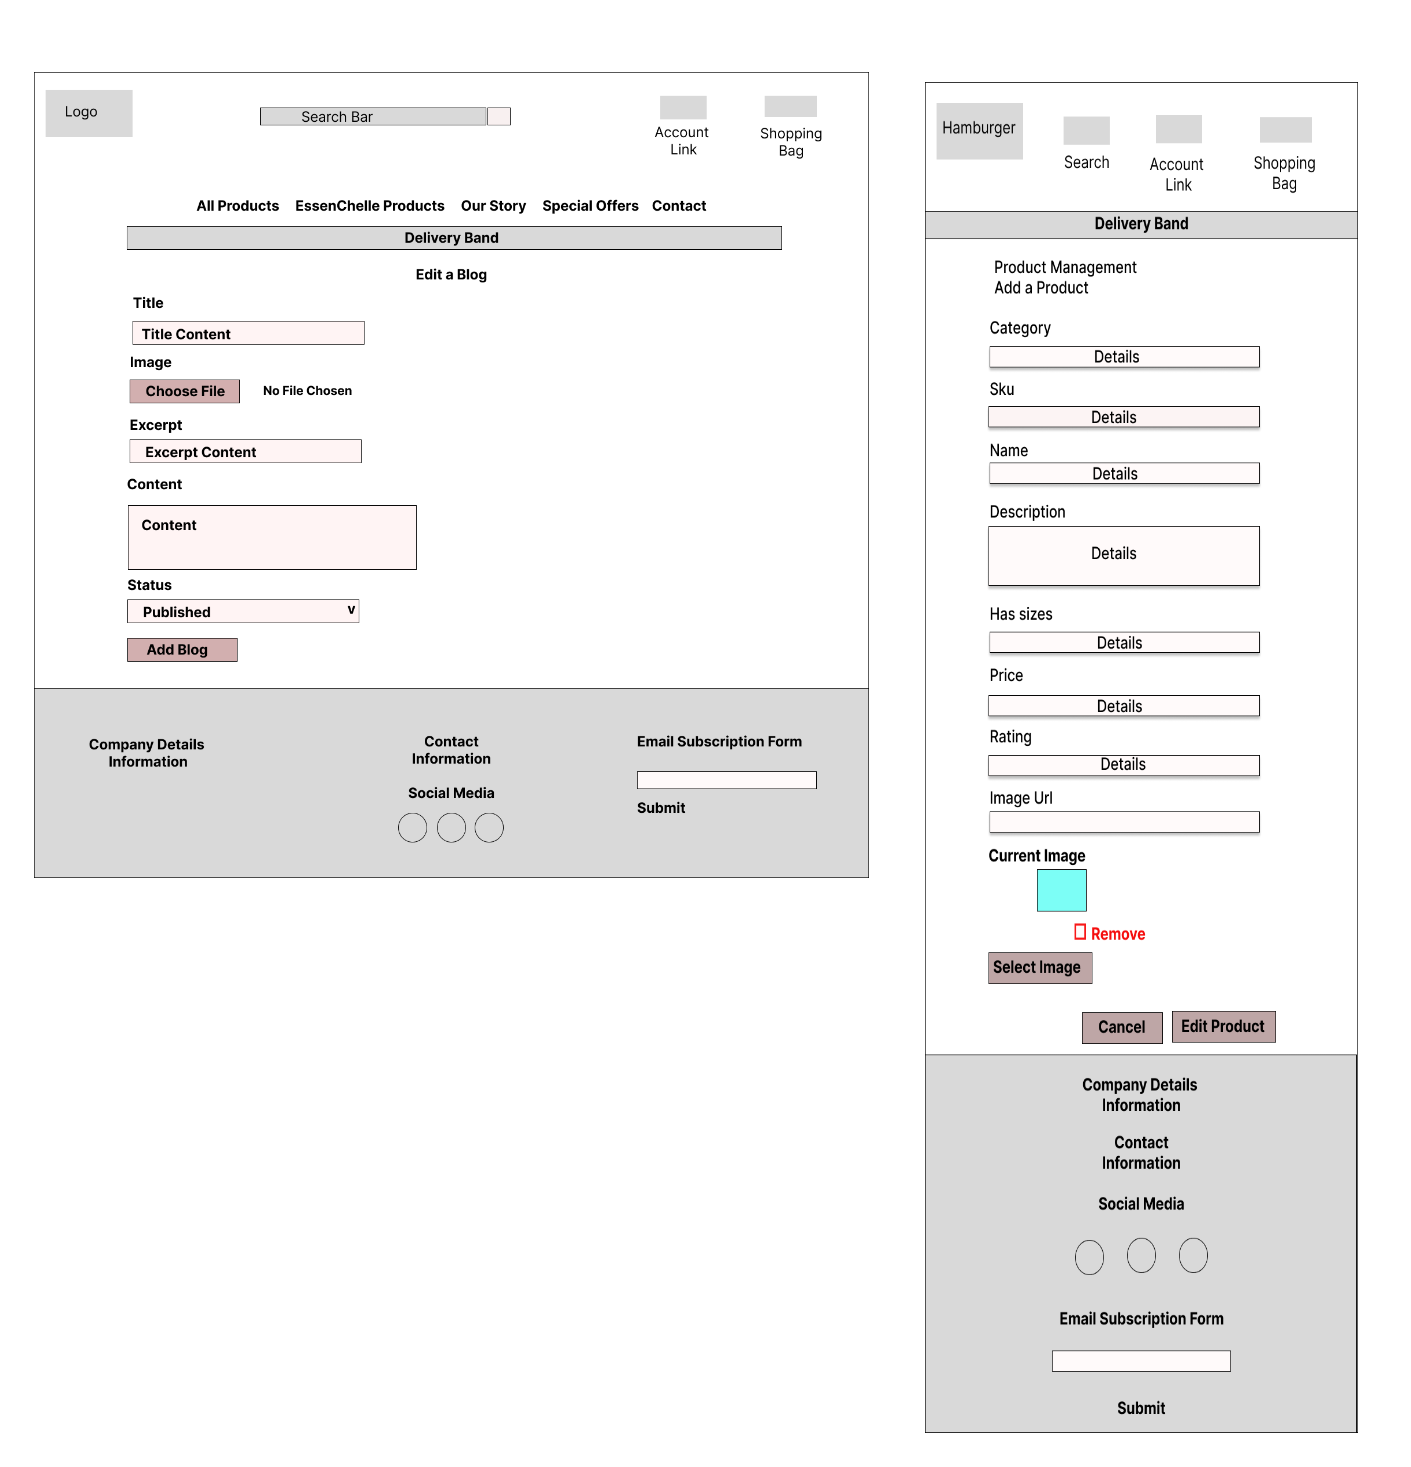 Logo
Search Bar
Account
Link
Shopping
Bag
All Products EssenChelle Products Our Story Special Offers Contact
Delivery Band
Edit a Blog
Title
Title Content
Image
Choose File No File Chosen
Excerpt
Excerpt Content
Content
Content
Status
Published v
Add Blog
Company Details
Information
Contact
Information
Social Media
Email Subscription Form
Submit
Hamburger
Search
Account
Link
Shopping
Bag
Delivery Band
Product Management
Add a Product
Category
Details
Sku
Details
Name
Details
Description
Details
Has sizes
Details
Price
Details
Rating
Details
Image Url
Current Image
Remove
Select Image
Cancel Edit Product
Company Details
Information
Contact
Information
Social Media
Email Subscription Form
Submit